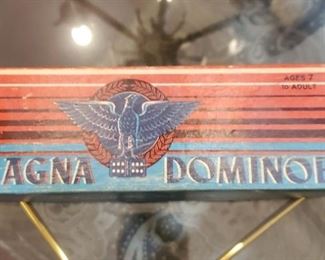 AGES 7
to ADULT
AGNA DOMINOE